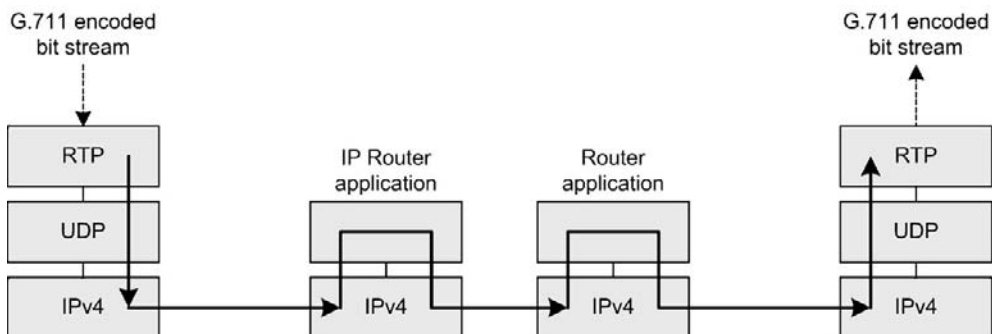 G.711 encoded
bit stream
G.711 encoded
bit stream
RTP
IP Router
application
Router
application
RTP
UDP
UDP
IPv4
IPv4
IPv4
IPv4